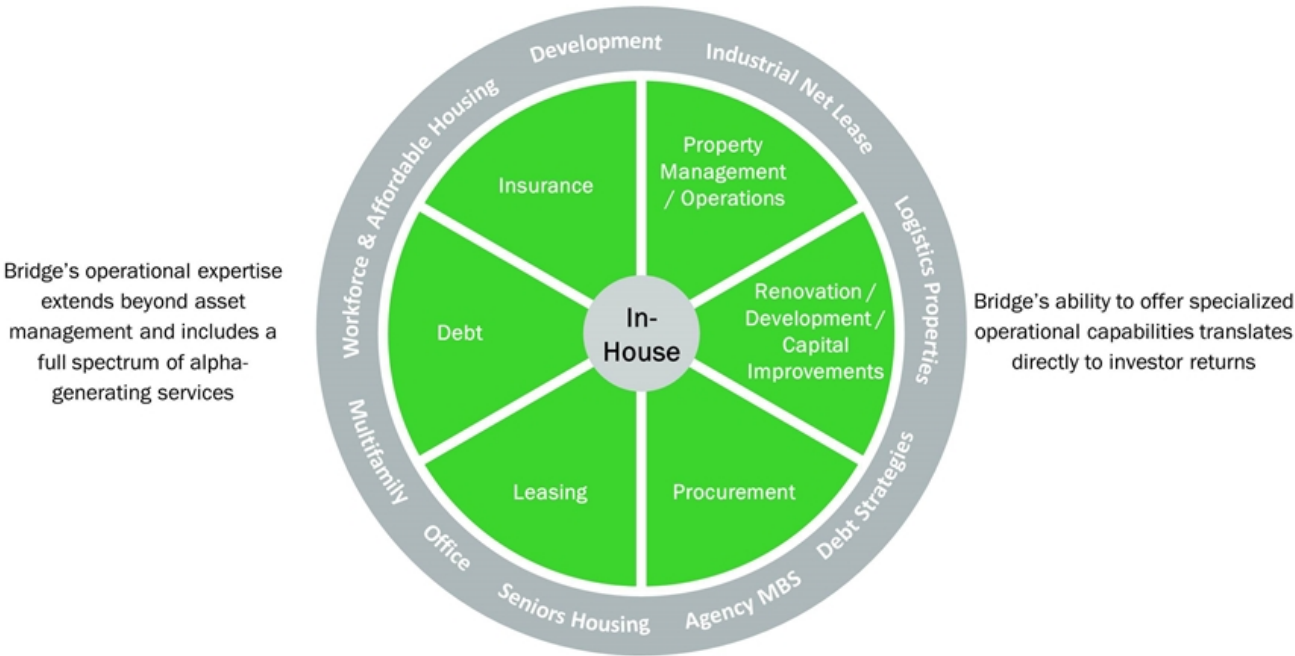 Development
Industrial Net Lease
Logistics Properties
Debt Strategies
Agency MBS
Seniors Housing
Office
Multifamily
Workforce & Affordable Housing
Insurance
Property
Management
/ Operations
Renovation /
Development /
Capital
Improvements
Procurement
Leasing
Debt
In-
House
Bridge’s operational expertise
extends beyond asset
management and includes a
full spectrum of alpha-
generating services
Bridge’s ability to offer specialized
operational capabilities translates
directly to investor returns